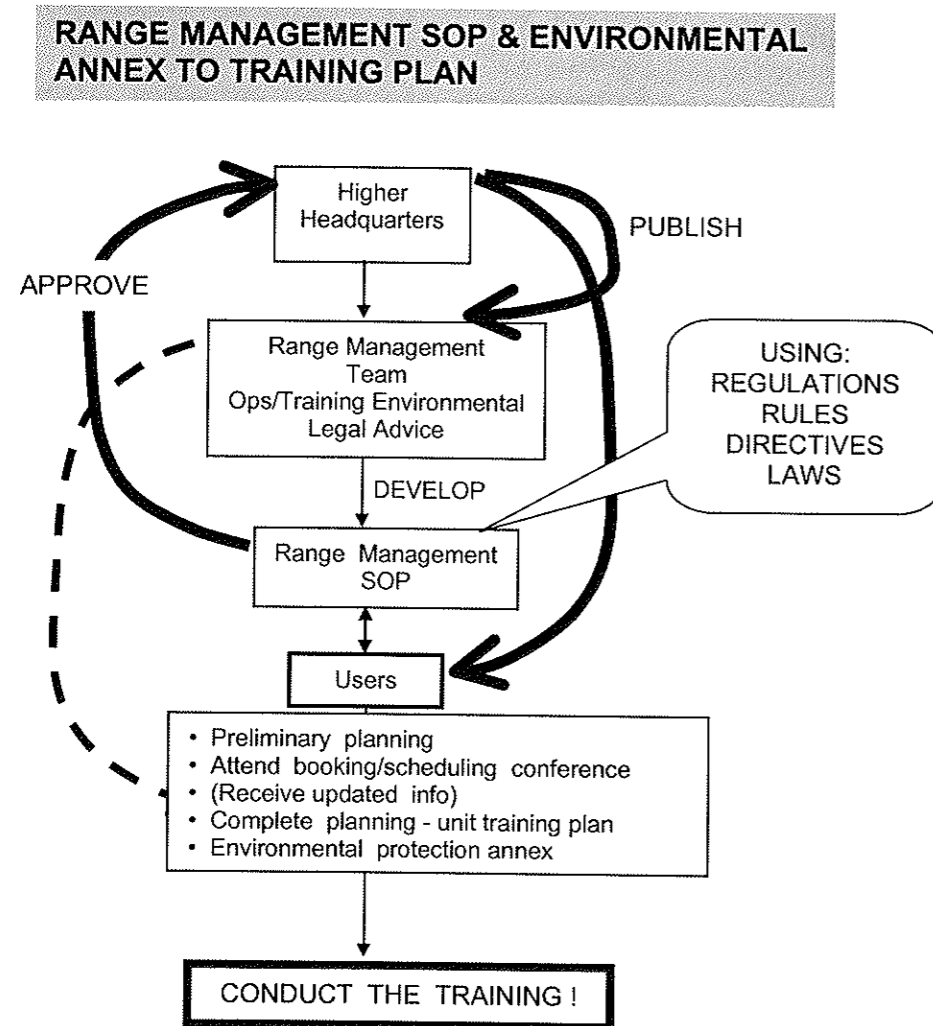 RANGE MANAGEMENT SOP & ENVIRONMENTAL
ANNEX TO TRAINING PLAN
Higher
Headquarters
PUBLISH
APPROVE
Range Management
Team
Ops/Training Environmental
Legal Advice
USING:
REGULATIONS
RULES
DIRECTIVES
LAWS
DEVELOP
Range Management
SOP
Users
• Preliminary planning
• Attend booking/scheduling conference
• (Receive updated info)
• Complete planning - unit training plan
• Environmental protection annex
CONDUCT THE TRAINING !